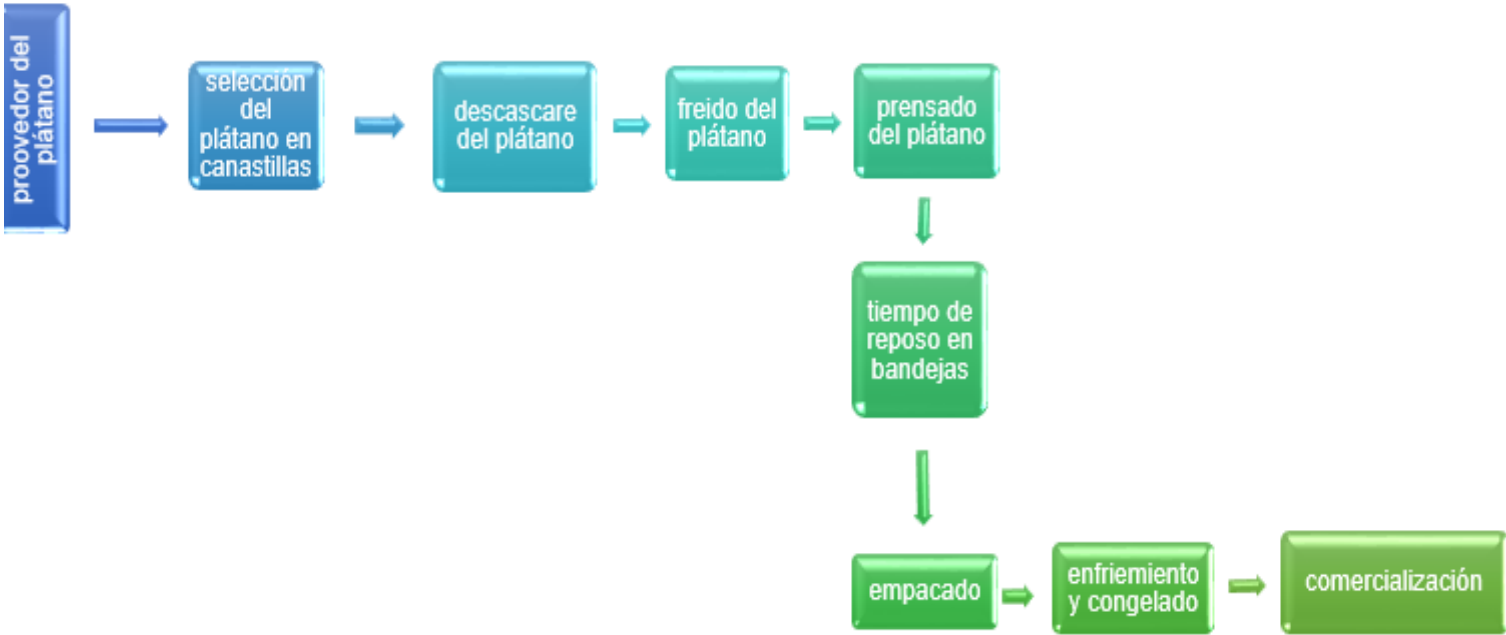 proovedor del
plátano
selección
del
plátano en
canastillas
descascare
del plátano
freido del
plátano
prensado
del plátano
tiempo de
reposo en
bandejas
empacado
enfriemiento
y congelado
comercialización